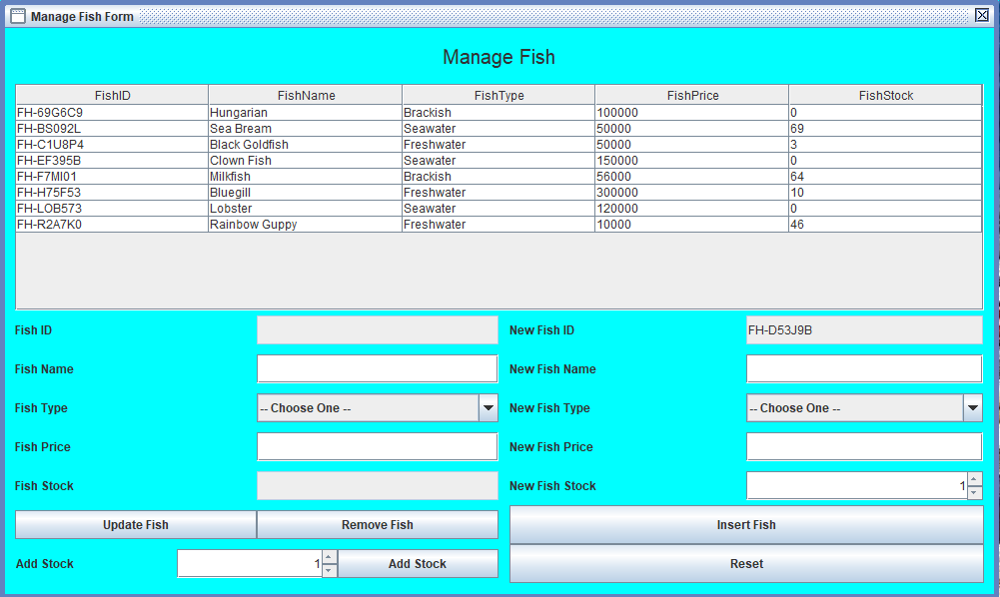 Manage Fish Form
Manage Fish
FishID FishName FishType FishPrice FishStock
FH-69G6C9 Hungarian Brackish 100000 0
FH-BS092L Sea Bream Seawater 50000 69
FH-C1U8P4 Black Goldfish Freshwater 50000 3
FH-EF395B Clown Fish Seawater 150000 0
FH-F7MI01 Milkfish Brackish 56000 64
FH-H75F53 Bluegill Freshwater 300000 10
FH-LOB573 Lobster Seawater 120000 0
FH-R2A7K0 Rainbow Guppy Freshwater 10000 46
Fish ID New Fish ID FH-D53J9B
Fish Name New Fish Name
Fish Type -- Choose One -- New Fish Type -- Choose One --
Fish Price New Fish Price
Fish Stock New Fish Stock 1
Update Fish Remove Fish Insert Fish
Add Stock 1 Add Stock Reset